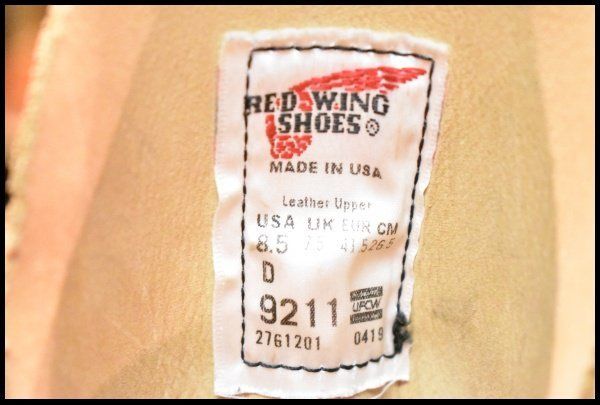 RED WING
SHOES®
MADE IN USA
Leather Upper
USA UK EUR CM
8.5 7.5 41.5 26.5
D
9211 UFCW
2761201 0419